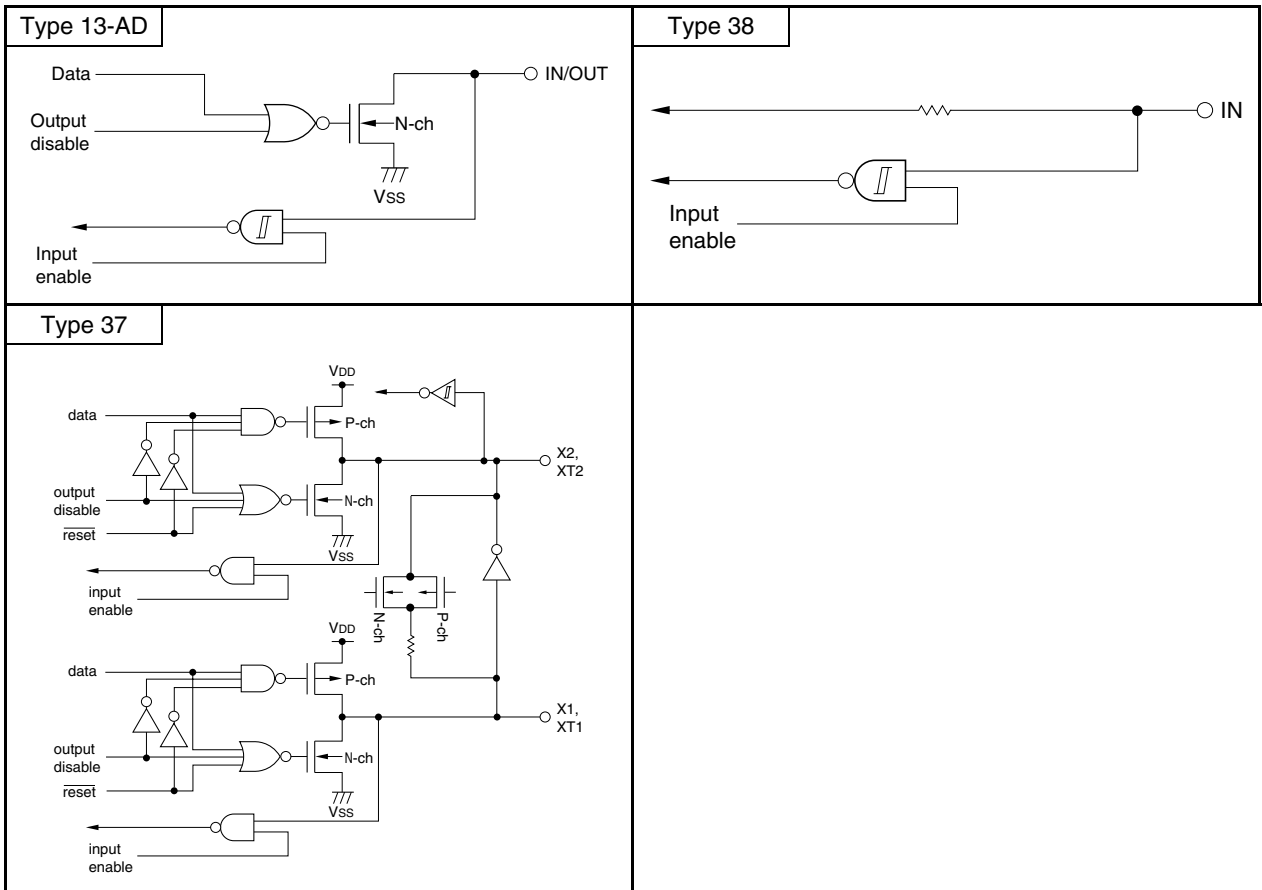 Type 13-AD
Data
Output
disable
N-ch
VSS
IN/OUT
Input
enable
Type 38
IN
Input
enable
Type 37
VDD
data
P-ch
X2,
XT2
output
disable
N-ch
reset
VSS
input
enable
N-ch
P-ch
VDD
data
P-ch
X1,
XT1
output
disable
N-ch
reset
VSS
input
enable